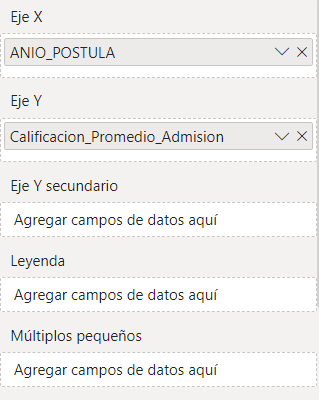 Eje X
ANIO_POSTULA
Eje Y
Calificacion_Promedio_Admision
Eje Y secundario
Agregar campos de datos aquí
Leyenda
Agregar campos de datos aquí
Múltiplos pequeños
Agregar campos de datos aquí